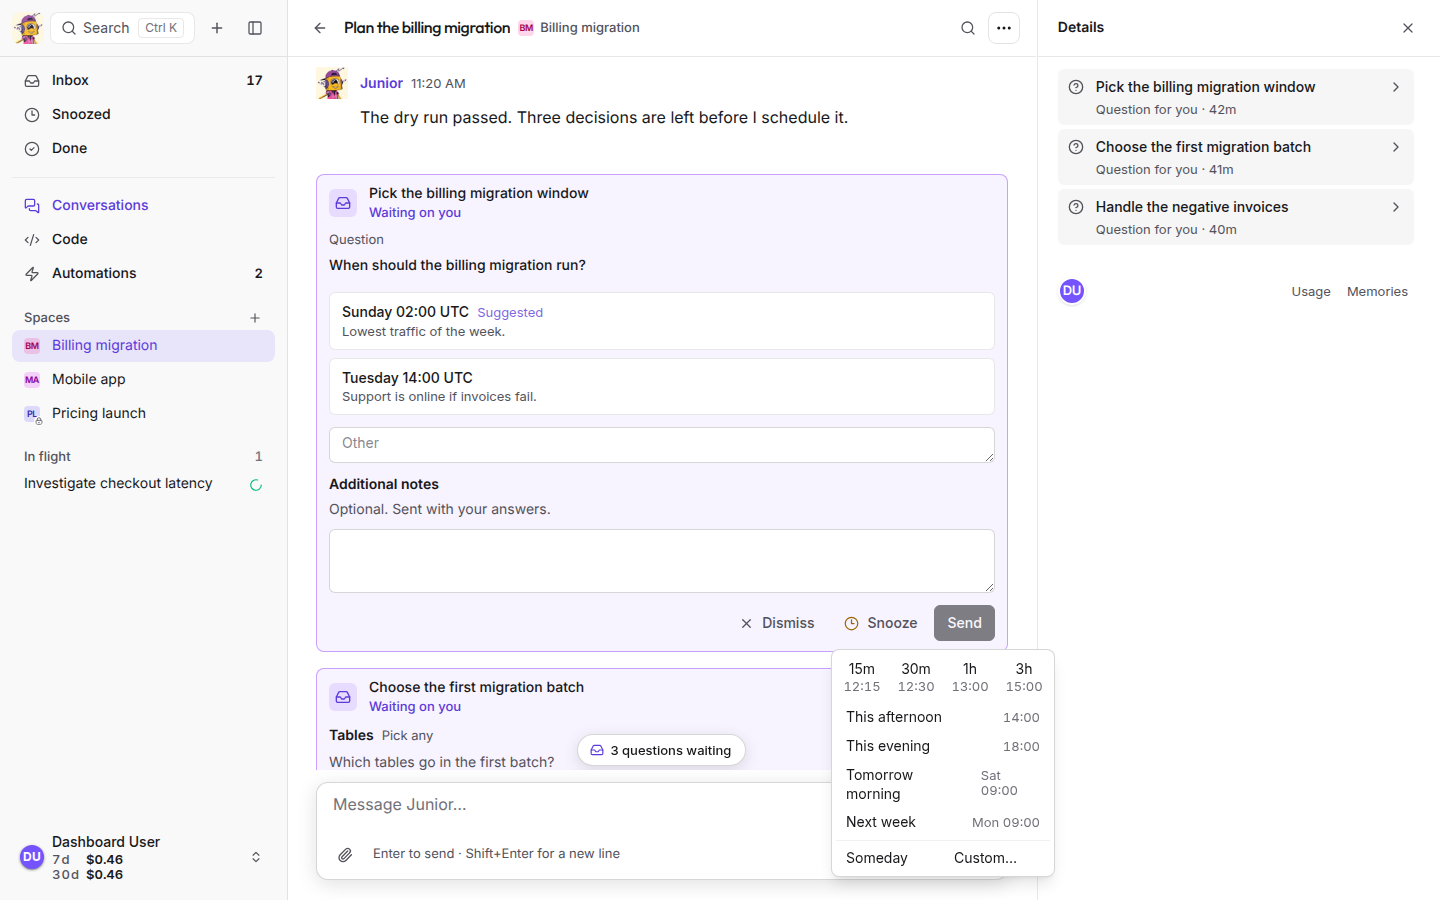 Search Ctrl K
Inbox 17
Snoozed
Done
Conversations
Code
Automations 2
Spaces
BM Billing migration
MA Mobile app
PL Pricing launch
In flight 1
Investigate checkout latency
DU Dashboard User
7d $0.46
30d $0.46
Plan the billing migration BM Billing migration
Junior 11:20 AM
The dry run passed. Three decisions are left before I schedule it.
Pick the billing migration window
Waiting on you
Question
When should the billing migration run?
Sunday 02:00 UTC Suggested
Lowest traffic of the week.
Tuesday 14:00 UTC
Support is online if invoices fail.
Other
Additional notes
Optional. Sent with your answers.
Dismiss Snooze Send
Choose the first migration batch
Waiting on you
Tables Pick any
Which tables go in the first batch?
3 questions waiting
Message Junior...
Enter to send · Shift+Enter for a new line
15m 30m 1h 3h
12:15 12:30 13:00 15:00
This afternoon 14:00
This evening 18:00
Tomorrow morning Sat 09:00
Next week Mon 09:00
Someday Custom...
Details
Pick the billing migration window
Question for you · 42m
Choose the first migration batch
Question for you · 41m
Handle the negative invoices
Question for you · 40m
DU Usage Memories